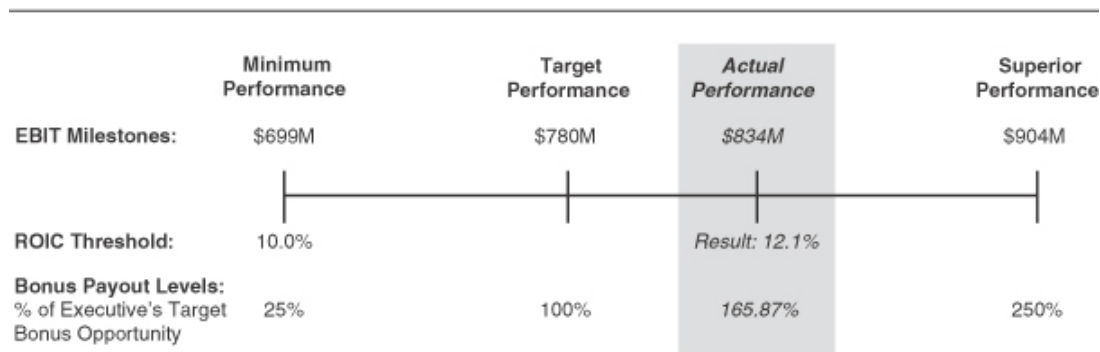 Minimum Performance Target Performance Actual Performance Superior Performance
EBIT Milestones: $699M $780M $834M $904M
ROIC Threshold: 10.0% Result: 12.1%
Bonus Payout Levels:
% of Executive's Target 25% 100% 165.87% 250%
Bonus Opportunity